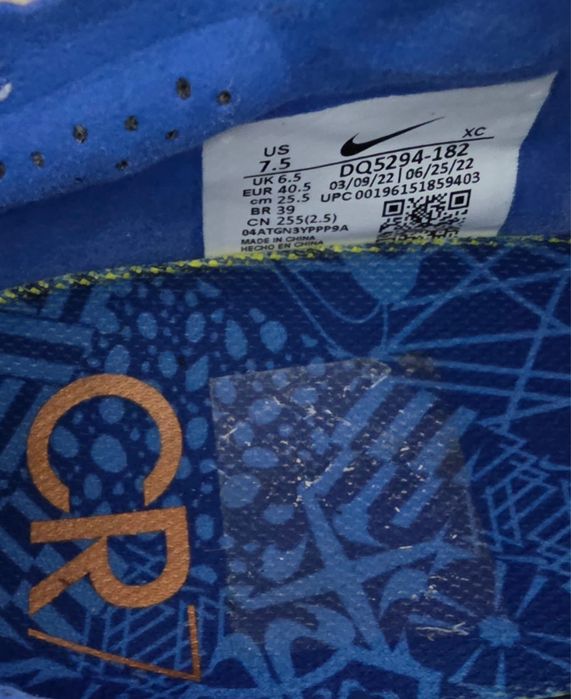 US
7.5
XC
DQ5294-182
UK 6.5
03/09/22 | 06/25/22
EUR 40.5
UPC 00196151859403
cm 25.5
BR 39
CN 255(2.5)
04ATGN3YPPP9A
MADE IN CHINA
HECHO EN CHINA
CR7